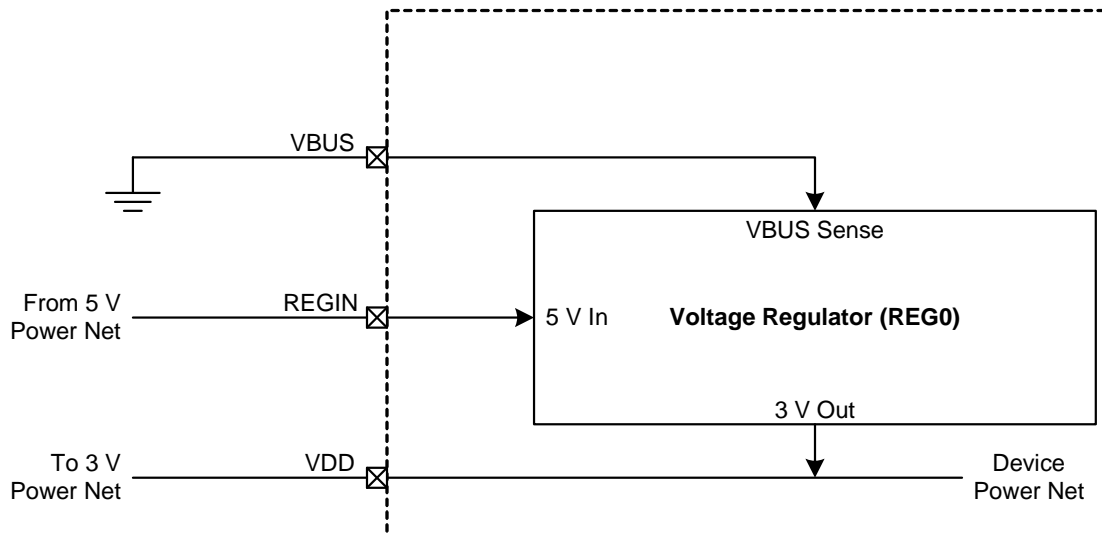 VBUS
VBUS Sense
From 5 V
Power Net
REGIN
5 V In
Voltage Regulator (REG0)
3 V Out
To 3 V
Power Net
VDD
Device
Power Net